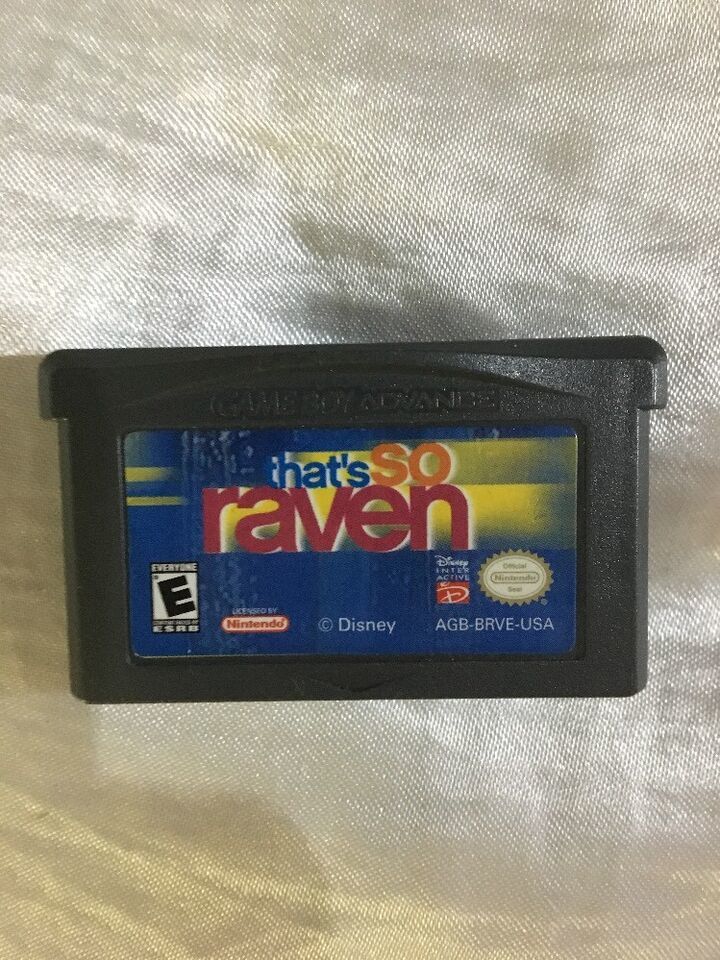 GAME BOY ADVANCE
that's so
raven
EVERYONE
E
ESRB
LICENSED BY
Nintendo
© Disney
Disney
INTER
ACTIVE
D
AGB-BRVE-USA
Official
Nintendo
Seal